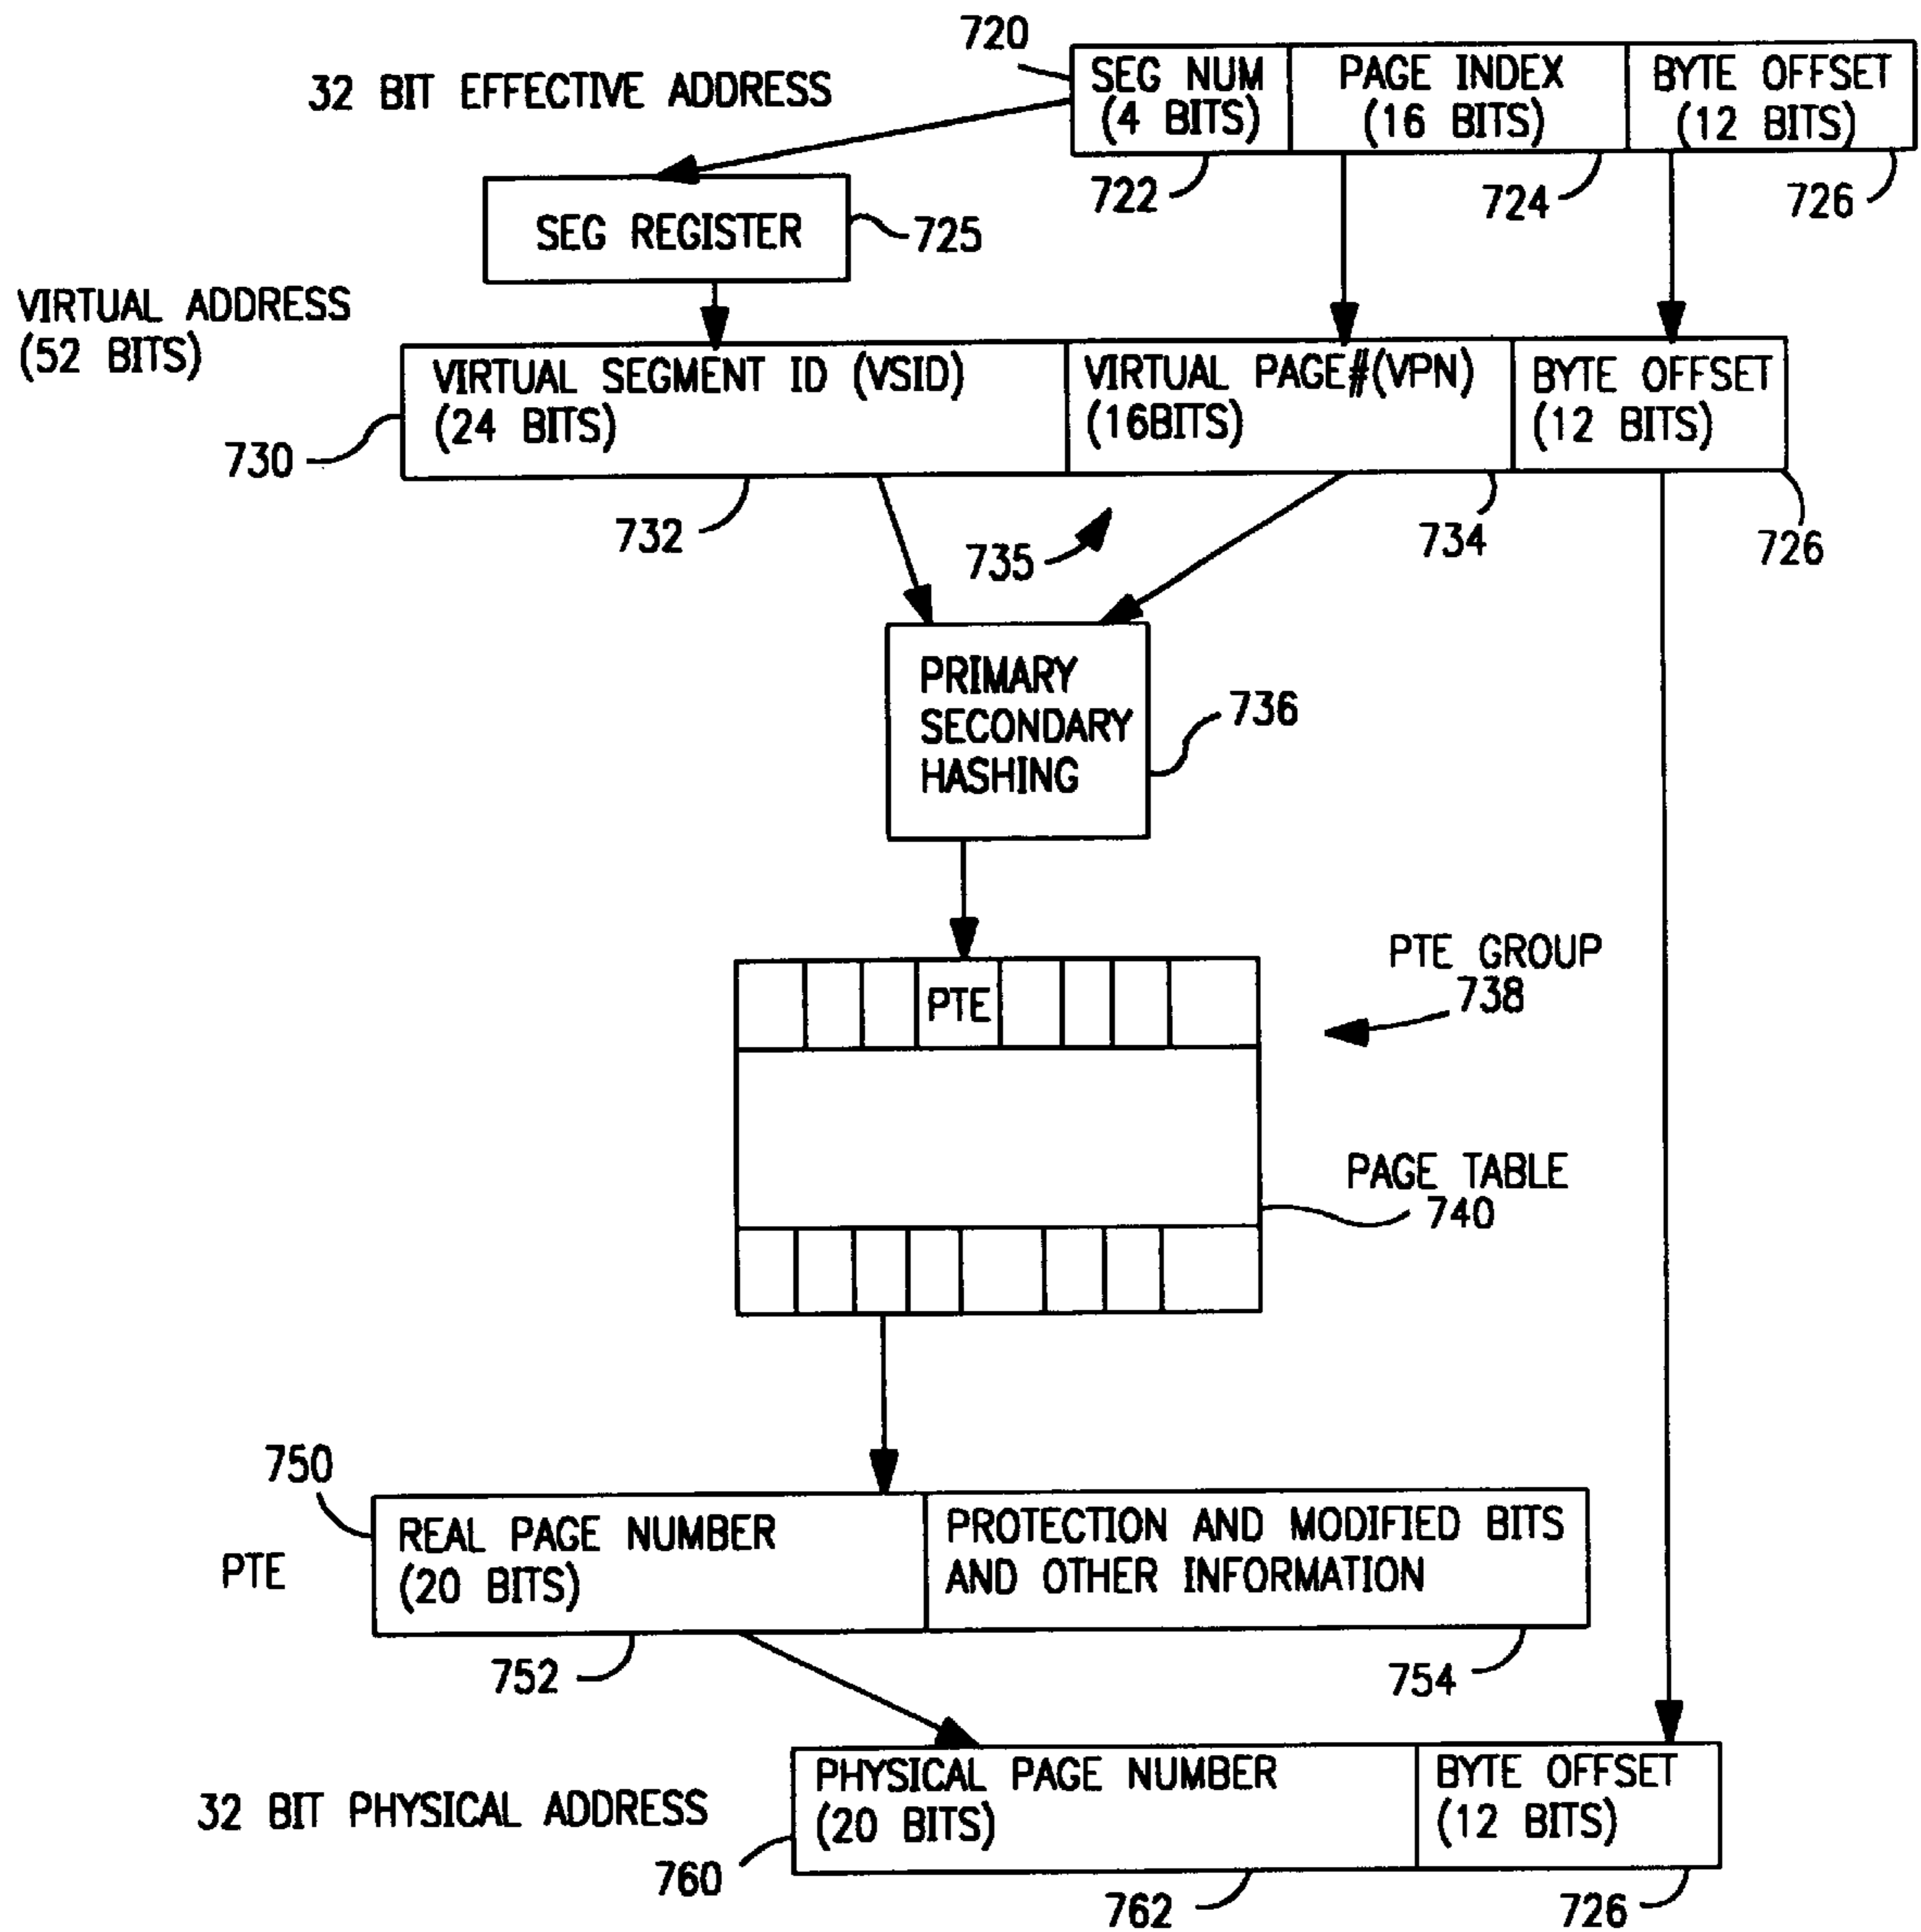 720
32 BIT EFFECTIVE ADDRESS
SEG NUM
(4 BITS)
PAGE INDEX
(16 BITS)
BYTE OFFSET
(12 BITS)
722
724
726
SEG REGISTER
725
VIRTUAL ADDRESS
(52 BITS)
VIRTUAL SEGMENT ID (VSID)
(24 BITS)
VIRTUAL PAGE#(VPN)
(16BITS)
BYTE OFFSET
(12 BITS)
730
732
735
734
726
PRIMARY
SECONDARY
HASHING
736
PTE
PTE GROUP
738
PAGE TABLE
740
750
PTE
REAL PAGE NUMBER
(20 BITS)
PROTECTION AND MODIFIED BITS
AND OTHER INFORMATION
752
754
32 BIT PHYSICAL ADDRESS
PHYSICAL PAGE NUMBER
(20 BITS)
BYTE OFFSET
(12 BITS)
760
762
726